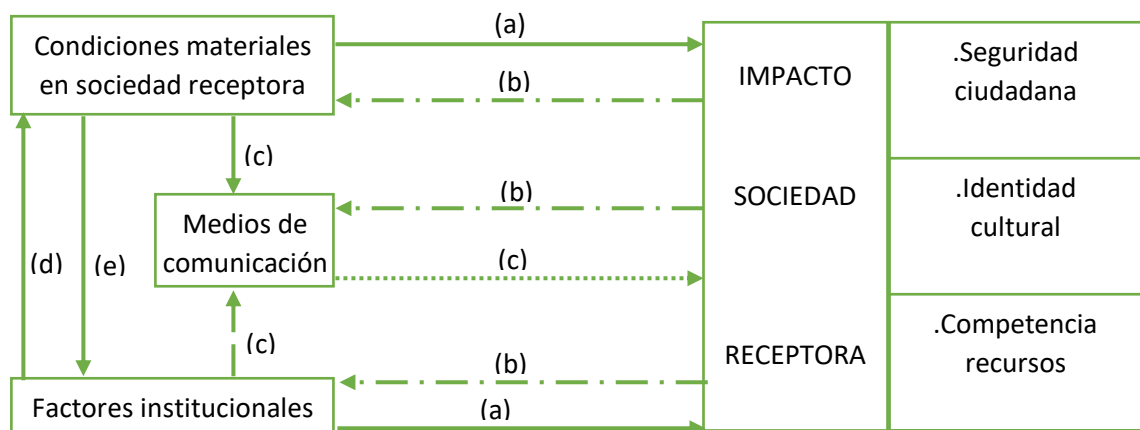 Condiciones materiales
en sociedad receptora
(a)
(b)
(c)
Medios de
comunicación
(b)
(c)
(d)
(e)
(c)
(b)
Factores institucionales
(a)
IMPACTO
SOCIEDAD
RECEPTORA
.Seguridad
ciudadana
.Identidad
cultural
.Competencia
recursos